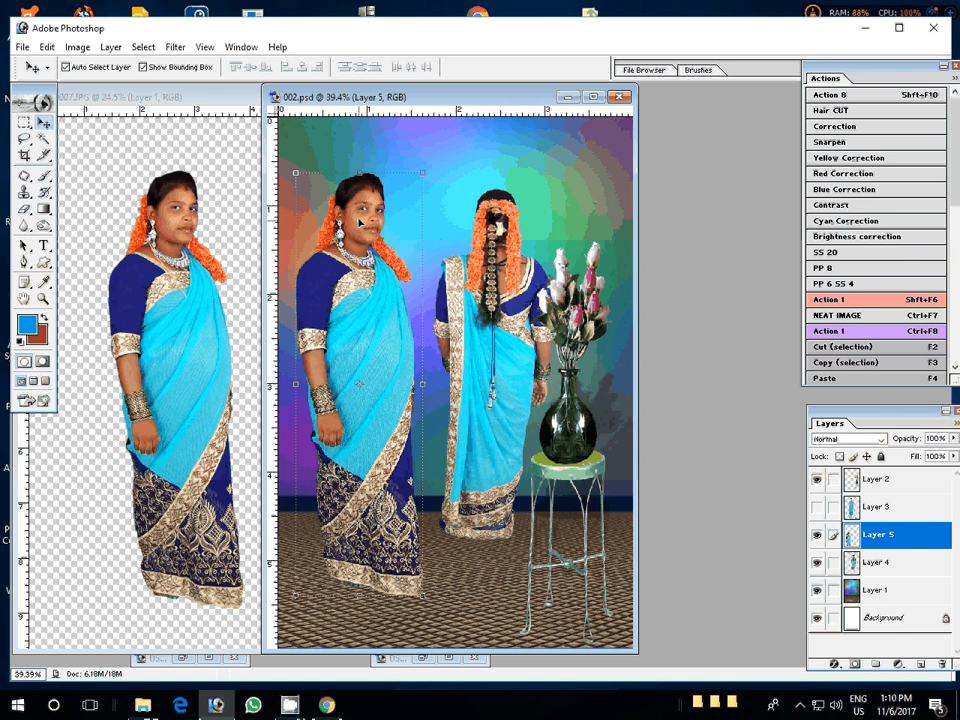 RAM: 88% CPU: 100%
Adobe Photoshop
File Edit Image Layer Select Filter View Window Help
Auto Select Layer Show Bounding Box
File Browser Brushes
007.JPG @ 24.5% (Layer 1, RGB)
002.psd @ 39.4% (Layer 5, RGB)
Actions
Action 8 Shft+F10
Hair CUT
Correction
Snarpen
Yellow Correction
Red Correction
Blue Correction
Contrast
Cyan Correction
Brightness correction
SS 20
PP 8
PP 6 SS 4
Action 1 Shft+F6
NEAT IMAGE Ctrl+F7
Action 1 Ctrl+F8
Cut (selection) F2
Copy (selection) F3
Paste F4
Layers
Normal Opacity: 100%
Lock: Fill: 100%
Layer 2
Layer 3
Layer 5
Layer 4
Layer 1
Background
39.39% Doc: 6.18M/18M
ENG
US
1:10 PM
11/6/2017
5